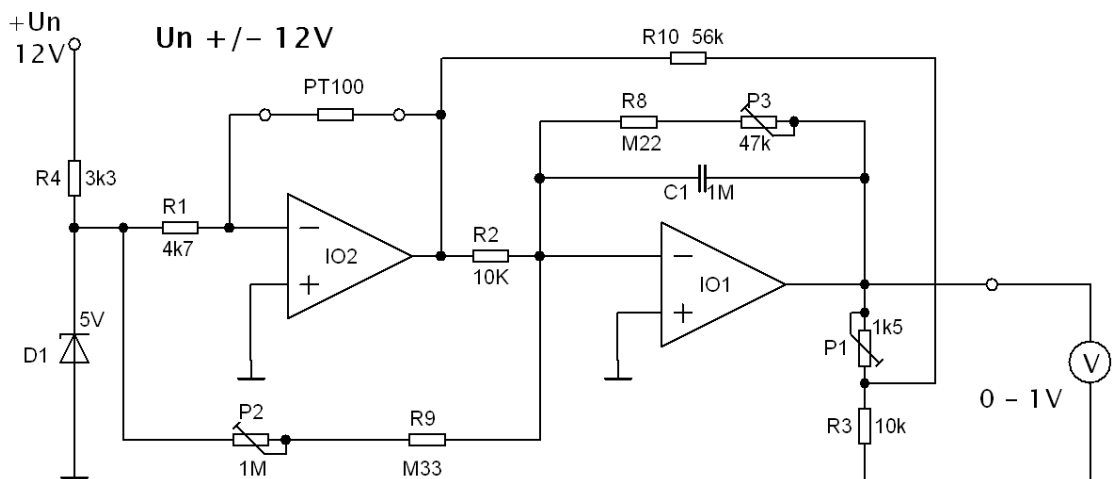 +Un
12V
Un +/- 12V
R10 56k
PT100
R8
M22
P3
47k
R4 3k3
C1 1M
R1
4k7
−
+
IO2
R2
10K
−
+
IO1
5V
D1
1k5
P1
V
P2
1M
R9
M33
R3 10k
0 – 1V